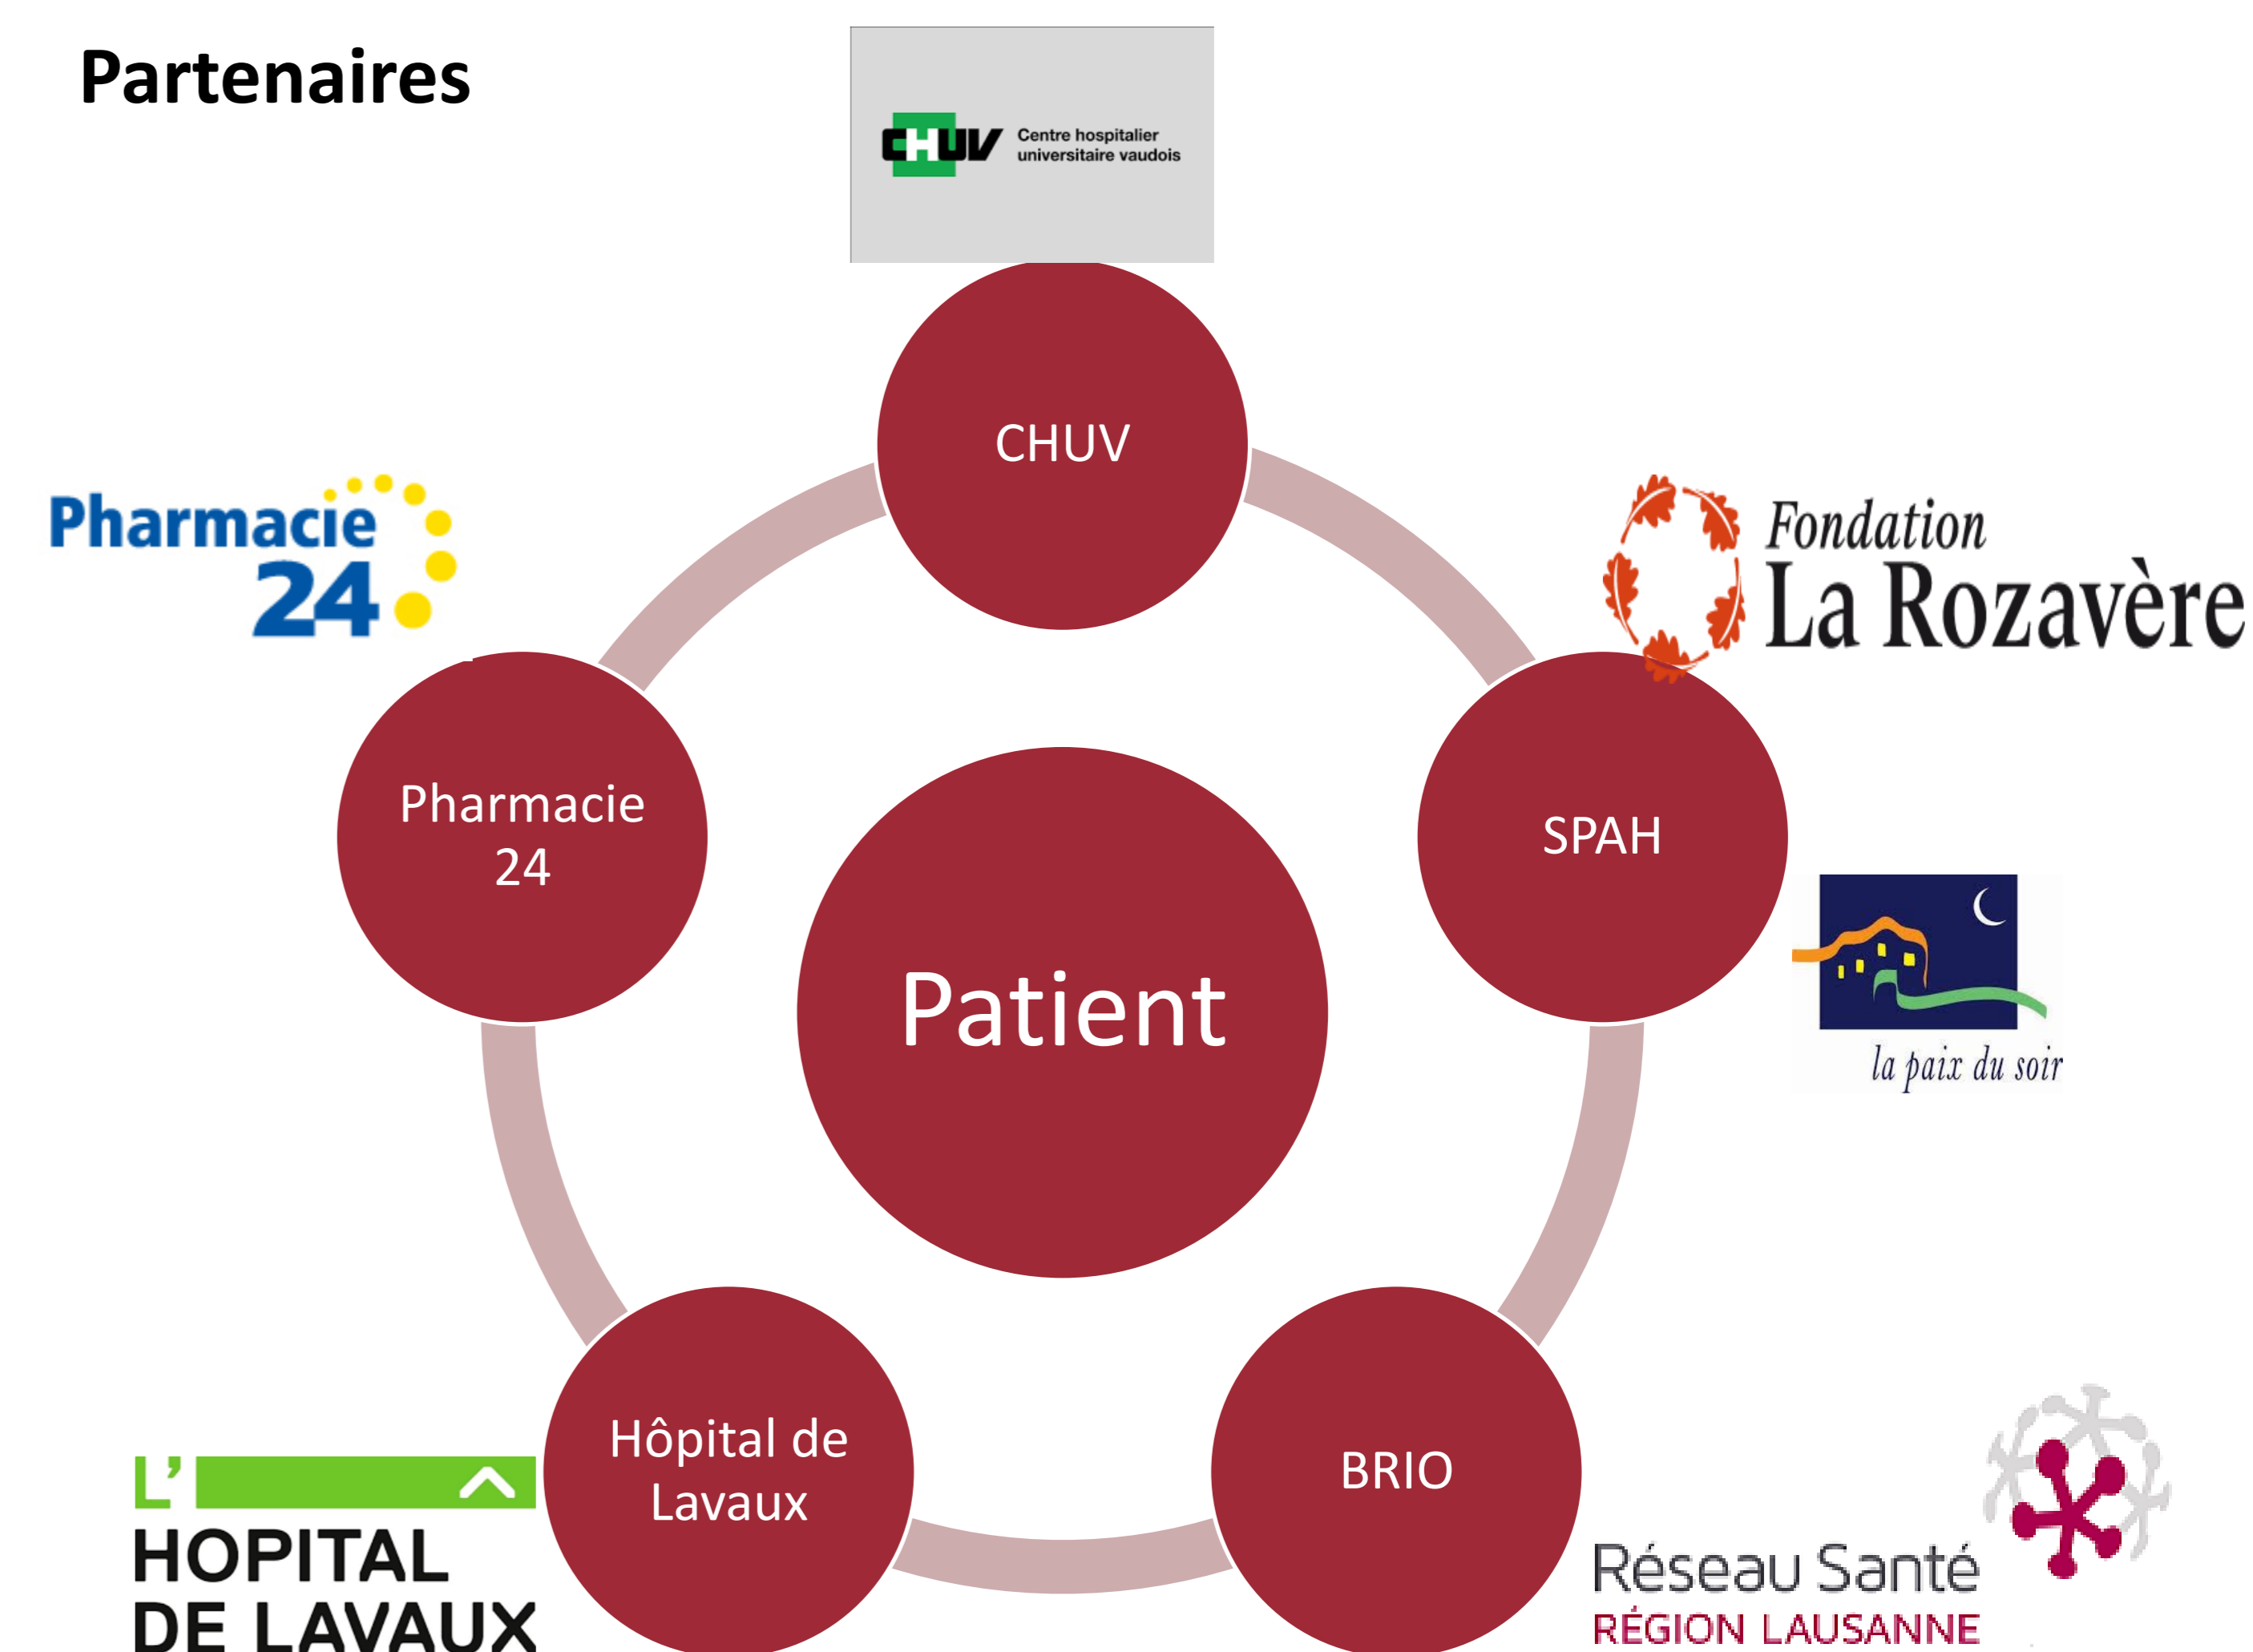 Partenaires
CHUV
Centre hospitalier
universitaire vaudois
CHUV
Pharmacie
24
Fondation
La Rozavère
Pharmacie
24
SPAH
Patient
la paix du soir
Hôpital de
Lavaux
BRIO
L'
HOPITAL
DE LAVAUX
Réseau Santé
RÉGION LAUSANNE